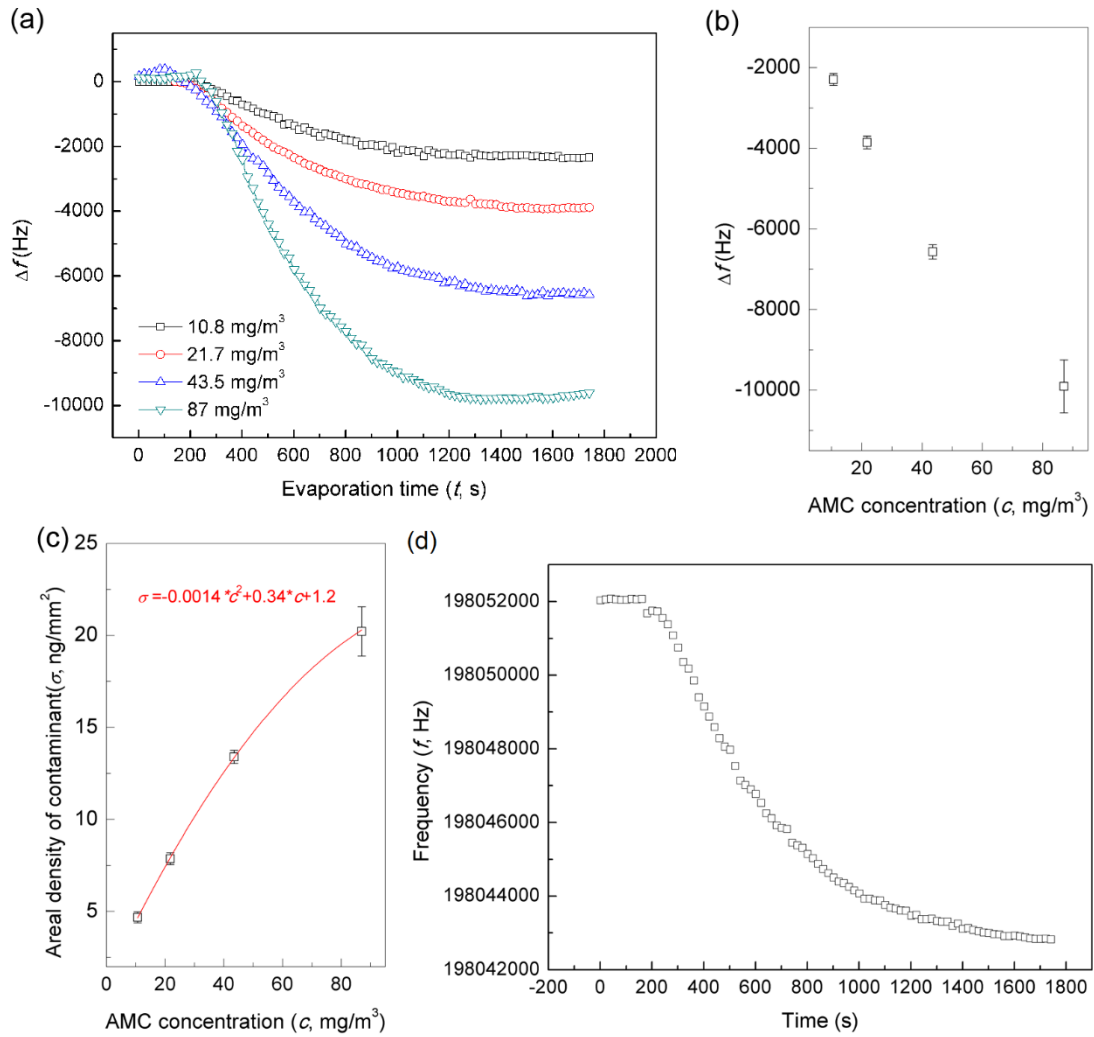 (a)
0
-2000
-4000
-6000
-8000
-10000
Δf (Hz)
10.8 mg/m³
21.7 mg/m³
43.5 mg/m³
87 mg/m³
0 200 400 600 800 1000 1200 1400 1600 1800 2000
Evaporation time (t, s)
(b)
-2000
-4000
-6000
-8000
-10000
Δf (Hz)
20 40 60 80
AMC concentration (c, mg/m³)
(c)
25
20
15
10
5
Areal density of contaminant(σ, ng/mm²)
σ =-0.0014 *c²+0.34*c+1.2
0 20 40 60 80
AMC concentration (c, mg/m³)
(d)
198052000
198050000
198048000
198046000
198044000
198042000
Frequency (f, Hz)
-200 0 200 400 600 800 1000 1200 1400 1600 1800
Time (s)